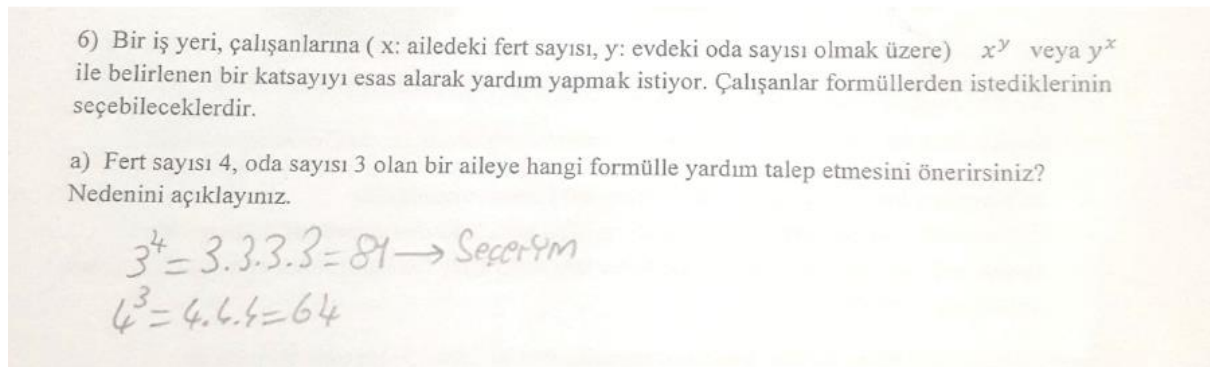 6) Bir iş yeri, çalışanlarına ( x: ailedeki fert sayısı, y: evdeki oda sayısı olmak üzere) x^y veya y^x
ile belirlenen bir katsayıyı esas alarak yardım yapmak istiyor. Çalışanlar formüllerden istediklerinin
seçebileceklerdir.
a) Fert sayısı 4, oda sayısı 3 olan bir aileye hangi formülle yardım talep etmesini önerirsiniz?
Nedenini açıklayınız.
3^4 = 3.3.3.3 = 81 → Seçerim
4^3 = 4.4.4 = 64